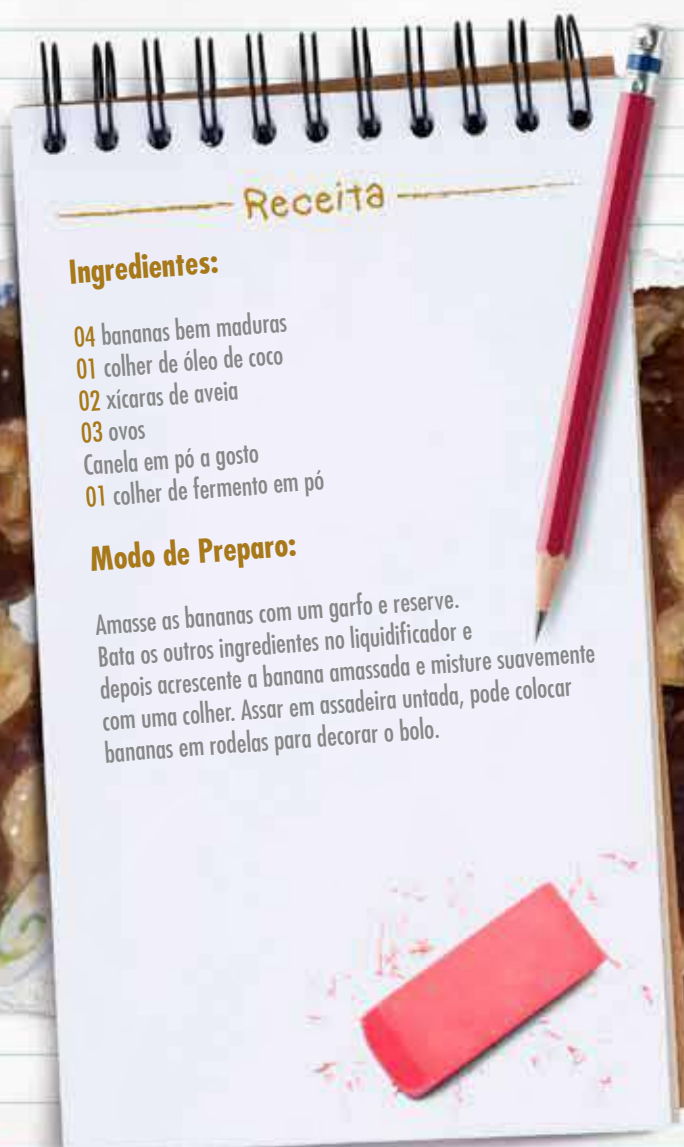 Receita
Ingredientes:
04 bananas bem maduras
01 colher de óleo de coco
02 xícaras de aveia
03 ovos
Canela em pó a gosto
01 colher de fermento em pó
Modo de Preparo:
Amasse as bananas com um garfo e reserve.
Bata os outros ingredientes no liquidificador e
depois acrescente a banana amassada e misture suavemente
com uma colher. Assar em assadeira untada, pode colocar
bananas em rodelas para decorar o bolo.